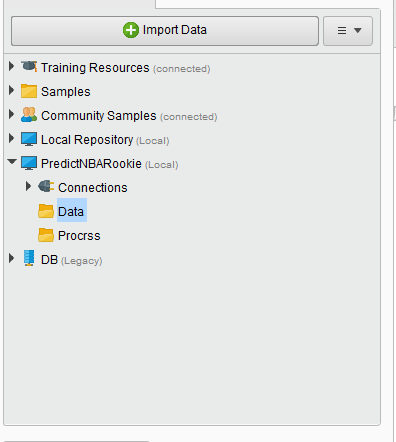 Import Data
Training Resources (connected)
Samples
Community Samples (connected)
Local Repository (Local)
PredictNBARookie (Local)
Connections
Data
Procrss
DB (Legacy)